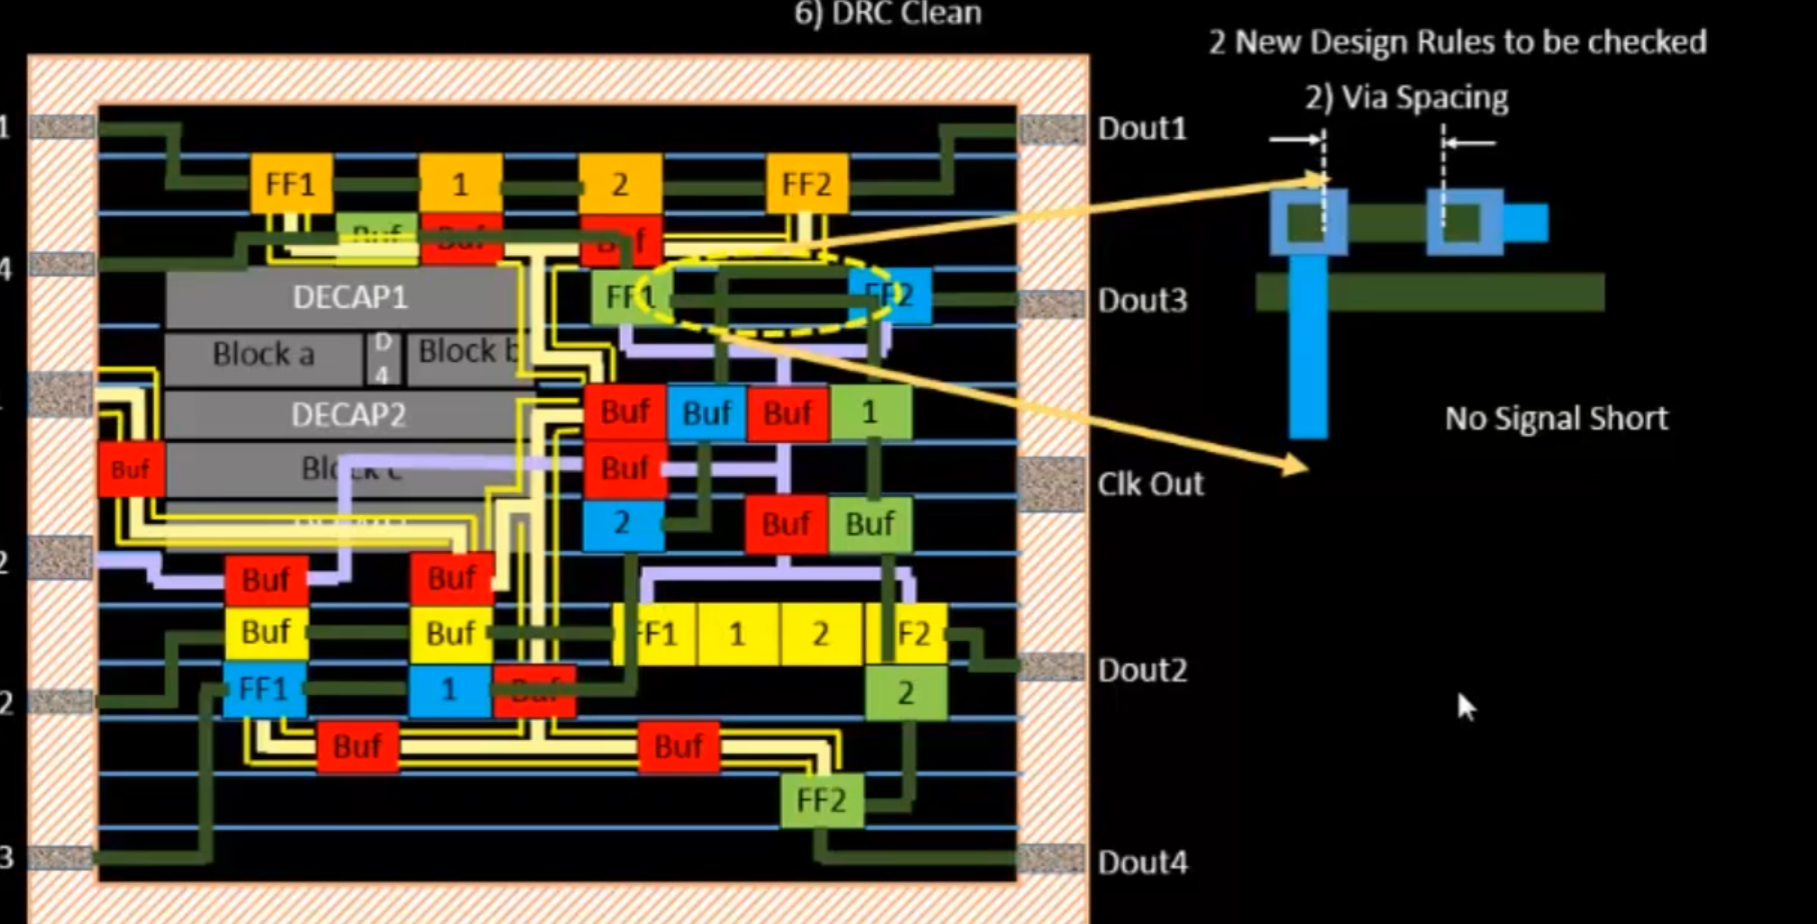 6) DRC Clean
2 New Design Rules to be checked
2) Via Spacing
1
Dout1
FF1
1
2
FF2
Buf
Buf
Buf
4
DECAP1
FF1
FF2
Dout3
Block a
D
4
Block b
1
DECAP2
Buf
Buf
Buf
1
No Signal Short
Buf
Block c
Buf
Clk Out
2
Buf
Buf
2
Buf
Buf
Buf
Buf
FF1
1
2
F2
Dout2
2
FF1
1
Buf
2
Buf
Buf
FF2
3
Dout4